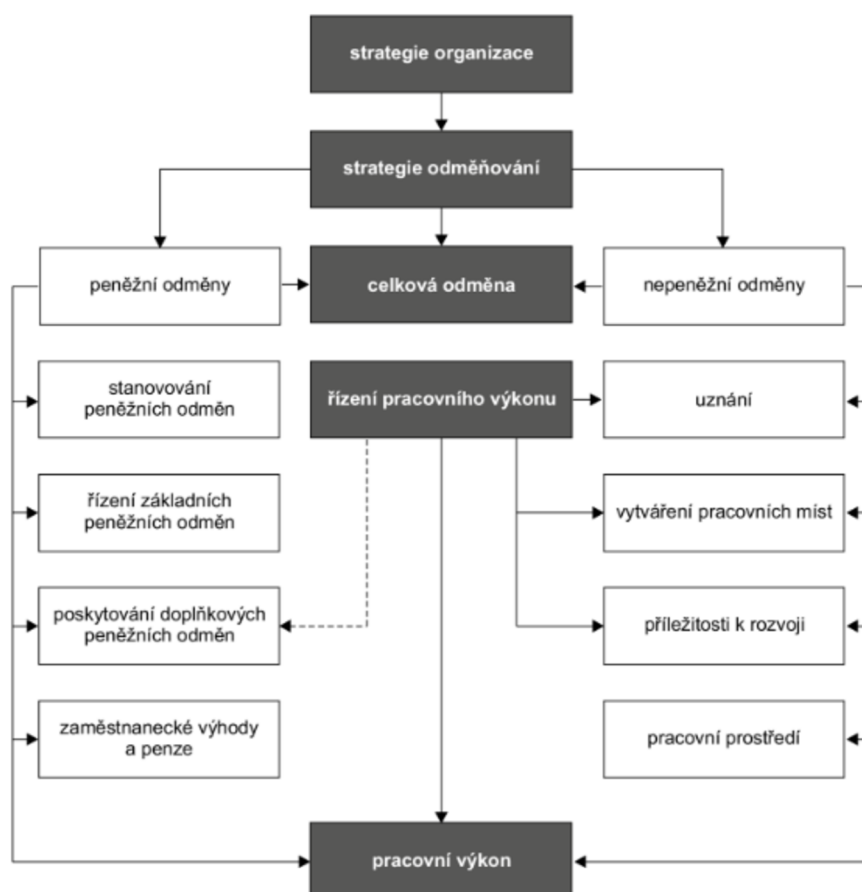 strategie organizace
strategie odměňování
peněžní odměny
celková odměna
nepeněžní odměny
stanovování
peněžních odměn
řízení pracovního výkonu
uznání
řízení základních
peněžních odměn
vytváření pracovních míst
poskytování doplňkových
peněžních odměn
příležitosti k rozvoji
zaměstnanecké výhody
a penze
pracovní prostředí
pracovní výkon